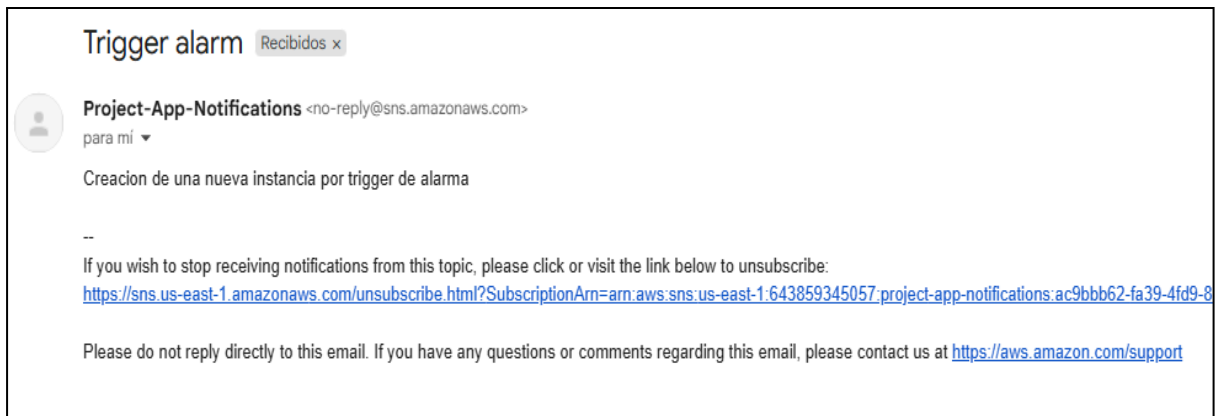 Trigger alarm Recibidos x
Project-App-Notifications <no-reply@sns.amazonaws.com>
para mí
Creacion de una nueva instancia por trigger de alarma
--
If you wish to stop receiving notifications from this topic, please click or visit the link below to unsubscribe:
https://sns.us-east-1.amazonaws.com/unsubscribe.html?SubscriptionArn=arn:aws:sns:us-east-1:643859345057:project-app-notifications:ac9bbb62-fa39-4fd9-8
Please do not reply directly to this email. If you have any questions or comments regarding this email, please contact us at https://aws.amazon.com/support